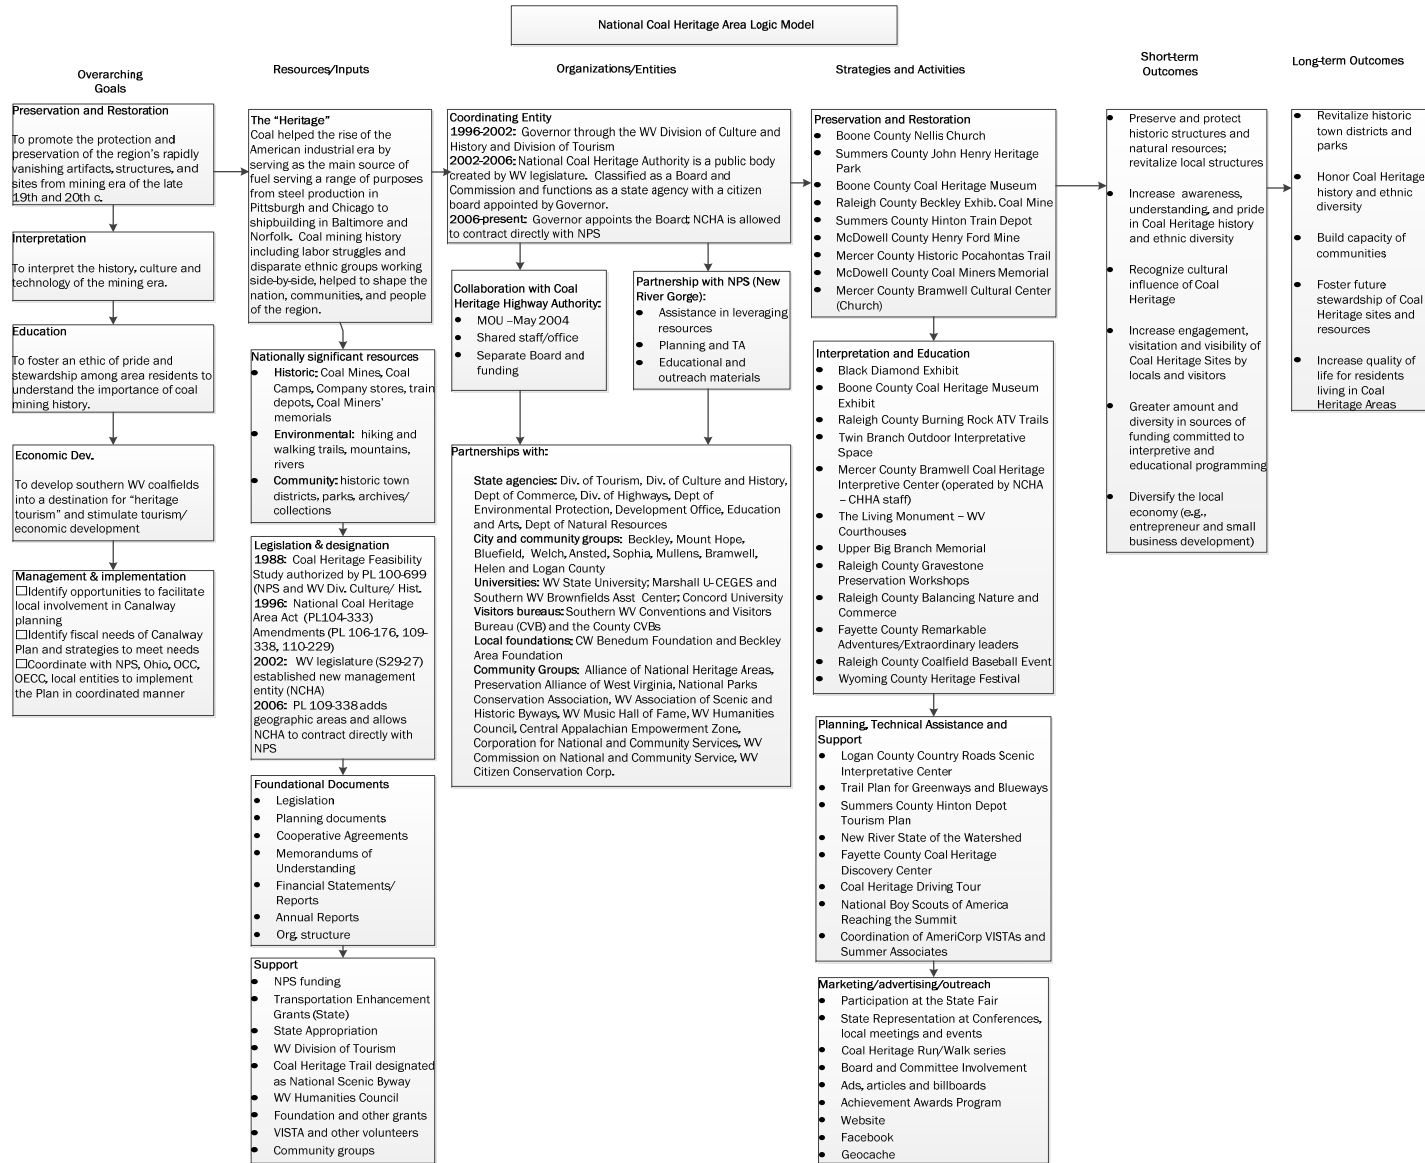 National Coal Heritage Area Logic Model
Overarching
Goals
Resources/Inputs
Organizations/Entities
Strategies and Activities
Short-term
Outcomes
Long-term Outcomes
Preservation and Restoration
To promote the protection and
preservation of the region's rapidly
vanishing artifacts, structures, and
sites from mining era of the late
19th and 20th c.
Interpretation
To interpret the history, culture and
technology of the mining era.
Education
To foster an ethic of pride and
stewardship among area residents to
understand the importance of coal
mining history.
Economic Dev.
To develop southern WV coalfields
into a destination for "heritage
tourism" and stimulate tourism/
economic development
Management & implementation
□Identify opportunities to facilitate
local involvement in Canalway
planning
□Identify fiscal needs of Canalway
Plan and strategies to meet needs
□Coordinate with NPS, Ohio, OCC,
OECC, local entities to implement
the Plan in coordinated manner
The "Heritage"
Coal helped the rise of the
American industrial era by
serving as the main source of
fuel serving a range of purposes
from steel production in
Pittsburgh and Chicago to
shipbuilding in Baltimore and
Norfolk. Coal mining history
including labor struggles and
disparate ethnic groups working
side-by-side, helped to shape the
nation, communities, and people
of the region.
Nationally significant resources
• Historic: Coal Mines, Coal
Camps, Company stores, train
depots, Coal Miners'
memorials
• Environmental: hiking and
walking trails, mountains,
rivers
• Community: historic town
districts, parks, archives/
collections
Legislation & designation
1988: Coal Heritage Feasibility
Study authorized by PL 100-699
(NPS and WV Div. Culture/ Hist.
1996: National Coal Heritage
Area Act (PL104-333)
Amendments (PL 106-176, 109-
338, 110-229)
2002: WV legislature (S29-27)
established new management
entity (NCHA)
2006: PL 109-338 adds
geographic areas and allows
NCHA to contract directly with
NPS
Foundational Documents
• Legislation
• Planning documents
• Cooperative Agreements
• Memorandums of
Understanding
• Financial Statements/
Reports
• Annual Reports
• Org. structure
Support
• NPS funding
• Transportation Enhancement
Grants (State)
• State Appropriation
• WV Division of Tourism
• Coal Heritage Trail designated
as National Scenic Byway
• WV Humanities Council
• Foundation and other grants
• VISTA and other volunteers
• Community groups
Coordinating Entity
1996-2002: Governor through the WV Division of Culture and
History and Division of Tourism
2002-2006: National Coal Heritage Authority is a public body
created by WV legislature. Classified as a Board and
Commission and functions as a state agency with a citizen
board appointed by Governor.
2006-present: Governor appoints the Board; NCHA is allowed
to contract directly with NPS
Collaboration with Coal
Heritage Highway Authority:
• MOU –May 2004
• Shared staff/office
• Separate Board and
funding
Partnership with NPS (New
River Gorge):
• Assistance in leveraging
resources
• Planning and TA
• Educational and
outreach materials
Partnerships with:
State agencies: Div. of Tourism, Div. of Culture and History,
Dept of Commerce, Div. of Highways, Dept of
Environmental Protection, Development Office, Education
and Arts, Dept of Natural Resources
City and community groups: Beckley, Mount Hope,
Bluefield, Welch, Ansted, Sophia, Mullens, Bramwell,
Helen and Logan County
Universities: WV State University; Marshall U-CEGES and
Southern WV Brownfields Asst Center; Concord University
Visitors bureaus: Southern WV Conventions and Visitors
Bureau (CVB) and the County CVBs
Local foundations: CW Benedum Foundation and Beckley
Area Foundation
Community Groups: Alliance of National Heritage Areas,
Preservation Alliance of West Virginia, National Parks
Conservation Association, WV Association of Scenic and
Historic Byways, WV Music Hall of Fame, WV Humanities
Council, Central Appalachian Empowerment Zone,
Corporation for National and Community Services, WV
Commission on National and Community Service, WV
Citizen Conservation Corp.
Preservation and Restoration
• Boone County Nellis Church
• Summers County John Henry Heritage
Park
• Boone County Coal Heritage Museum
• Raleigh County Beckley Exhib. Coal Mine
• Summers County Hinton Train Depot
• McDowell County Henry Ford Mine
• Mercer County Historic Pocahontas Trail
• McDowell County Coal Miners Memorial
• Mercer County Bramwell Cultural Center
(Church)
Interpretation and Education
• Black Diamond Exhibit
• Boone County Coal Heritage Museum
Exhibit
• Raleigh County Burning Rock ATV Trails
• Twin Branch Outdoor Interpretative
Space
• Mercer County Bramwell Coal Heritage
Interpretive Center (operated by NCHA
– CHHA staff)
• The Living Monument – WV
Courthouses
• Upper Big Branch Memorial
• Raleigh County Gravestone
Preservation Workshops
• Raleigh County Balancing Nature and
Commerce
• Fayette County Remarkable
Adventures/Extraordinary leaders
• Raleigh County Coalfield Baseball Event
• Wyoming County Heritage Festival
Planning, Technical Assistance and
Support
• Logan County Country Roads Scenic
Interpretative Center
• Trail Plan for Greenways and Blueways
• Summers County Hinton Depot
Tourism Plan
• New River State of the Watershed
• Fayette County Coal Heritage
Discovery Center
• Coal Heritage Driving Tour
• National Boy Scouts of America
Reaching the Summit
• Coordination of AmeriCorp VISTAs and
Summer Associates
Marketing/advertising/outreach
• Participation at the State Fair
• State Representation at Conferences,
local meetings and events
• Coal Heritage Run/Walk series
• Board and Committee Involvement
• Ads, articles and billboards
• Achievement Awards Program
• Website
• Facebook
• Geocache
• Preserve and protect
historic structures and
natural resources;
revitalize local structures
• Increase awareness,
understanding, and pride
in Coal Heritage history
and ethnic diversity
• Recognize cultural
influence of Coal
Heritage
• Increase engagement,
visitation and visibility of
Coal Heritage Sites by
locals and visitors
• Greater amount and
diversity in sources of
funding committed to
interpretive and
educational programming
• Diversify the local
economy (e.g.,
entrepreneur and small
business development)
• Revitalize historic
town districts and
parks
• Honor Coal Heritage
history and ethnic
diversity
• Build capacity of
communities
• Foster future
stewardship of Coal
Heritage sites and
resources
• Increase quality of
life for residents
living in Coal
Heritage Areas